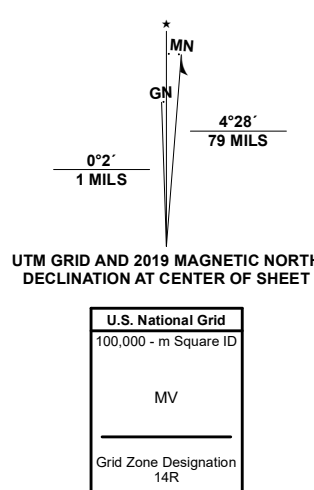 ★
MN
GN
4°28´
79 MILS
0°2´
1 MILS
UTM GRID AND 2019 MAGNETIC NORTH
DECLINATION AT CENTER OF SHEET
U.S. National Grid
100,000 - m Square ID
MV
Grid Zone Designation
14R